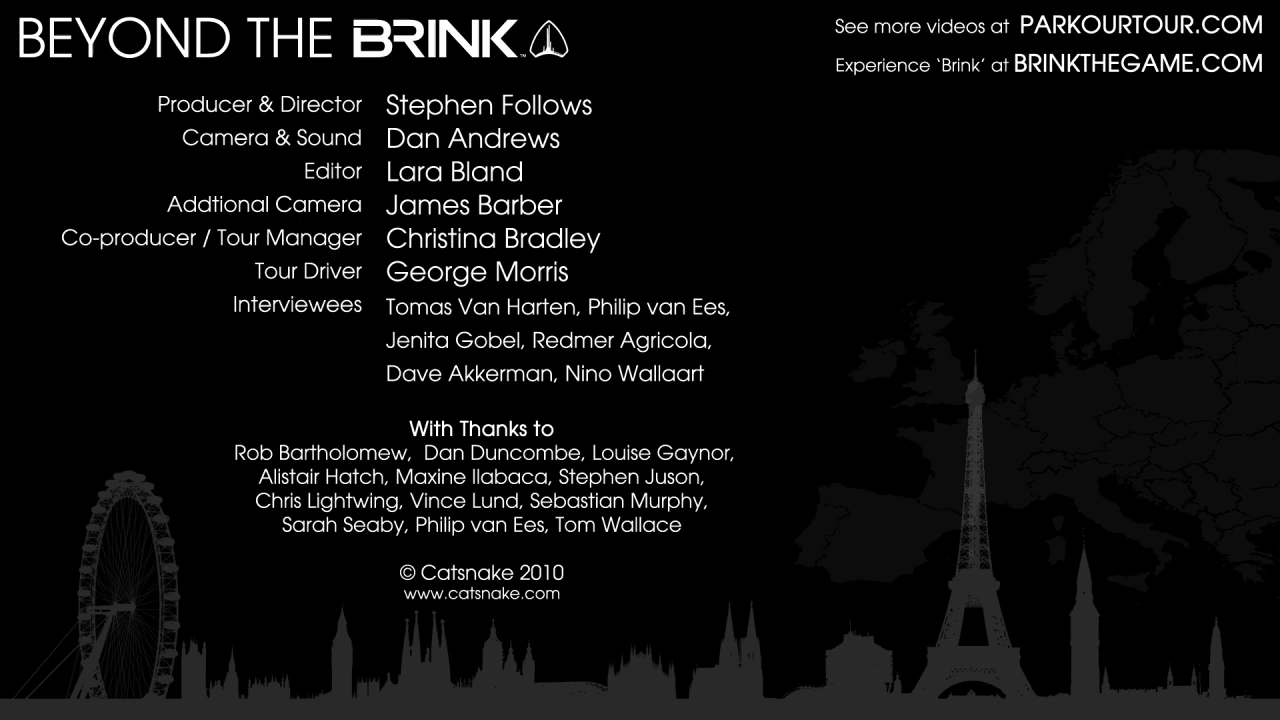 BEYOND THE BRINK™
See more videos at PARKOURTOUR.COM
Experience ‘Brink’ at BRINKTHEGAME.COM
Producer & Director Stephen Follows
Camera & Sound Dan Andrews
Editor Lara Bland
Addtional Camera James Barber
Co-producer / Tour Manager Christina Bradley
Tour Driver George Morris
Interviewees Tomas Van Harten, Philip van Ees,
Jenita Gobel, Redmer Agricola,
Dave Akkerman, Nino Wallaart
With Thanks to
Rob Bartholomew, Dan Duncombe, Louise Gaynor,
Alistair Hatch, Maxine Ilabaca, Stephen Juson,
Chris Lightwing, Vince Lund, Sebastian Murphy,
Sarah Seaby, Philip van Ees, Tom Wallace
© Catsnake 2010
www.catsnake.com